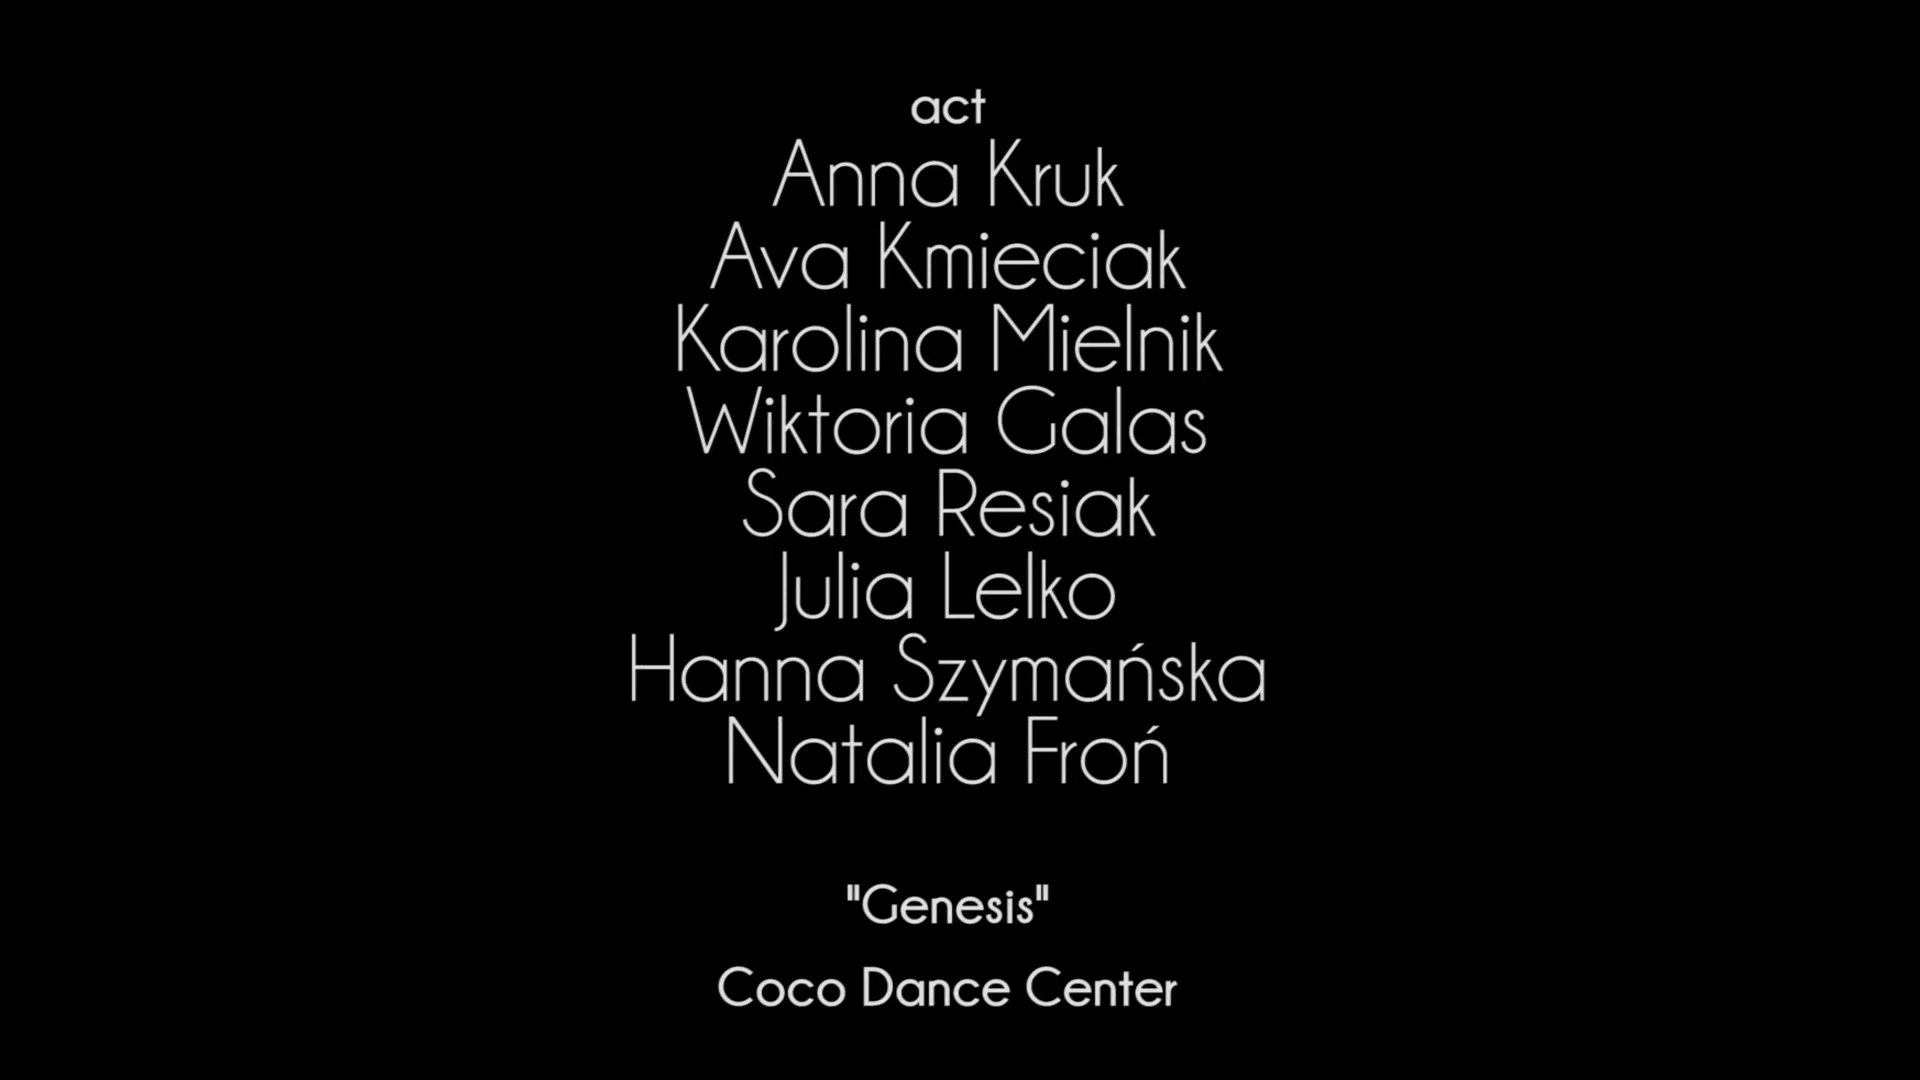 act
Anna Kruk
Ava Kmieciak
Karolina Mielnik
Wiktoria Galas
Sara Resiak
Julia Lelko
Hanna Szymańska
Natalia Froń
"Genesis"
Coco Dance Center